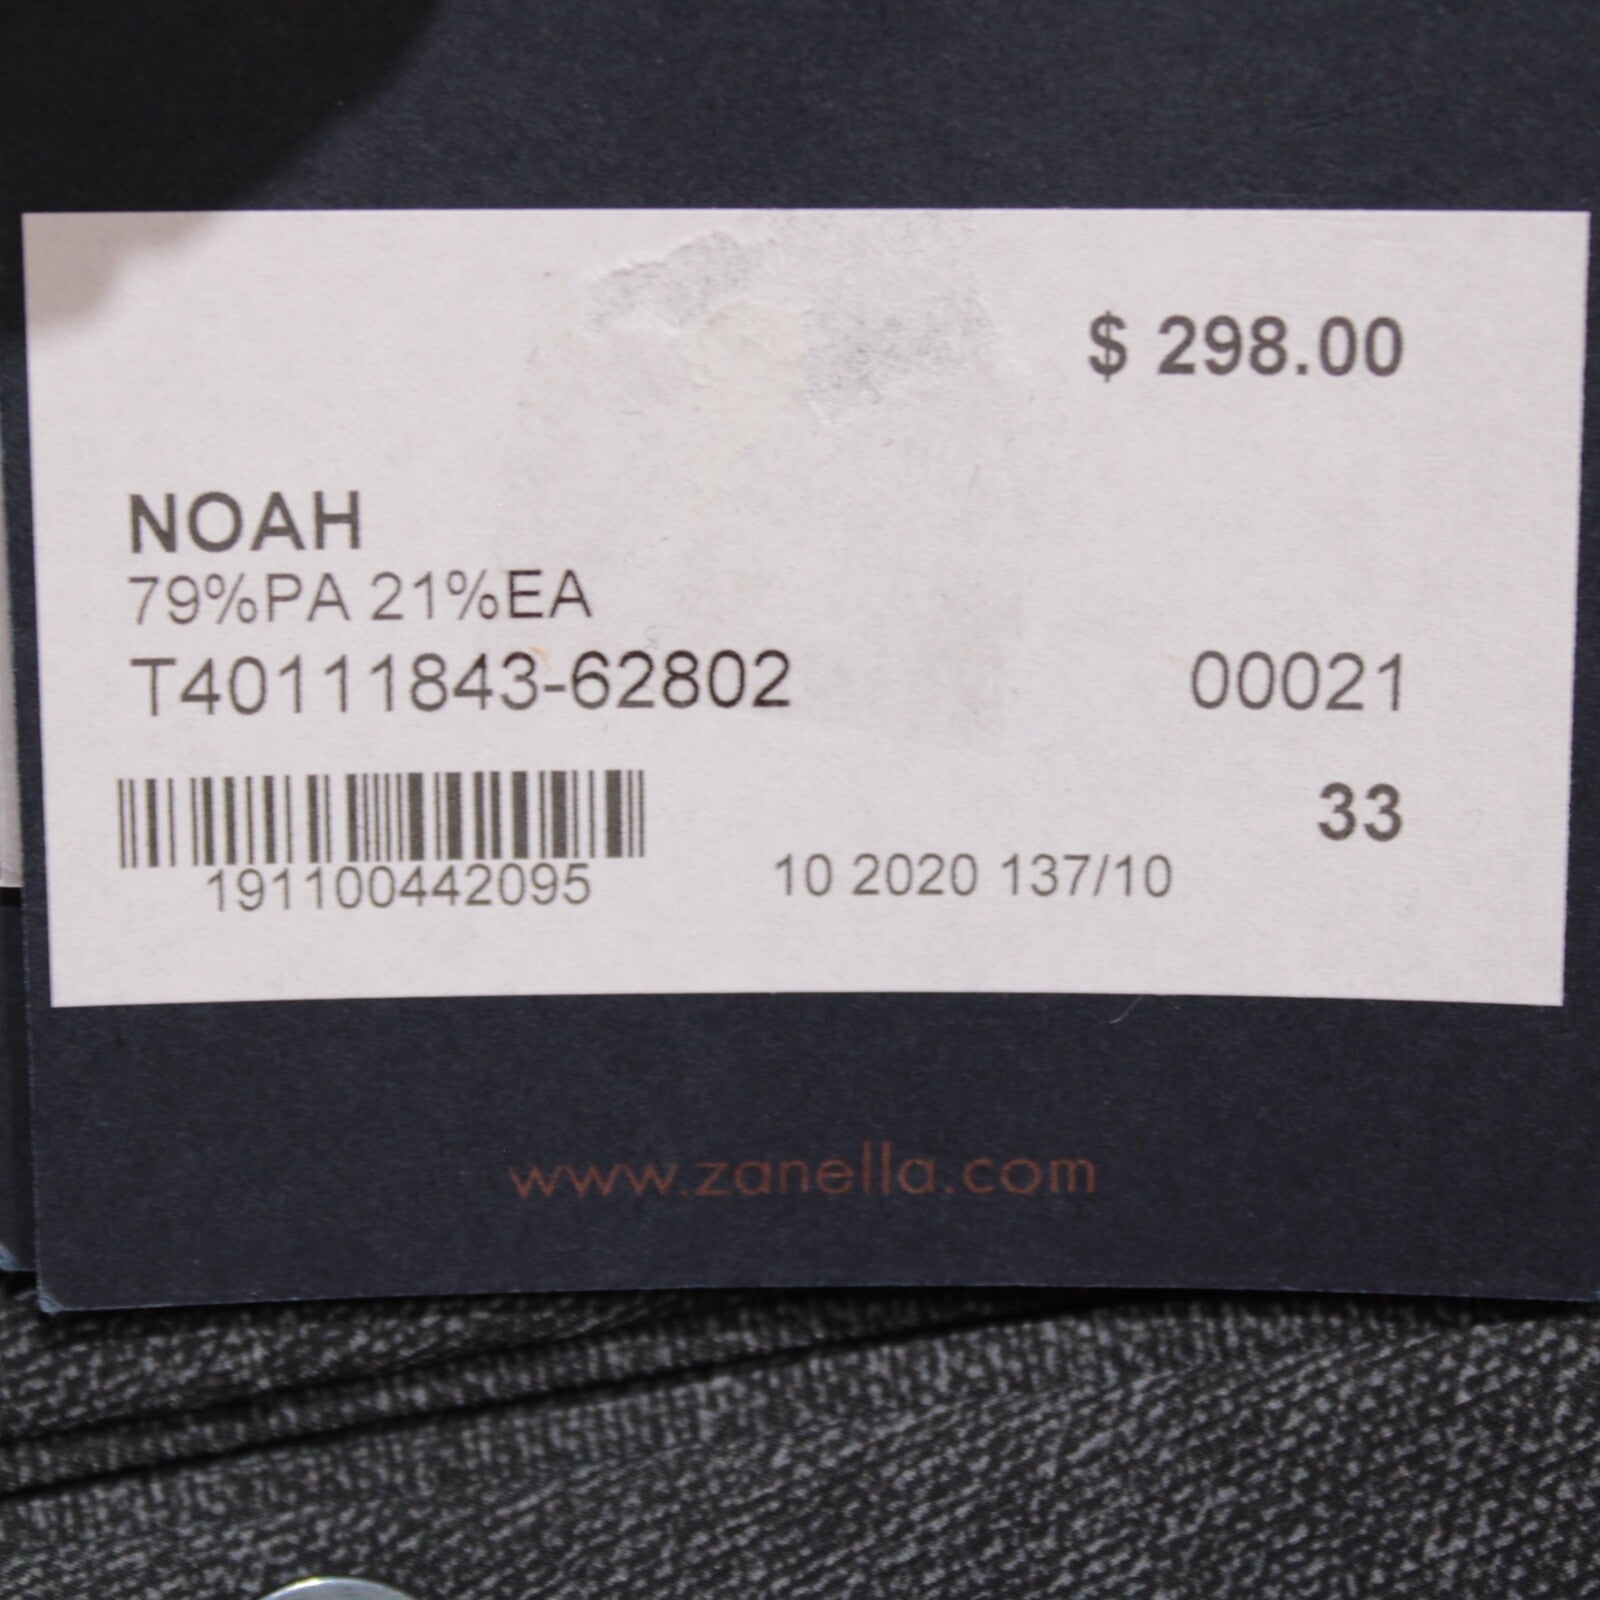 $ 298.00
NOAH
79%PA 21%EA
T40111843-62802 00021
33
191100442095 10 2020 137/10
www.zanella.com